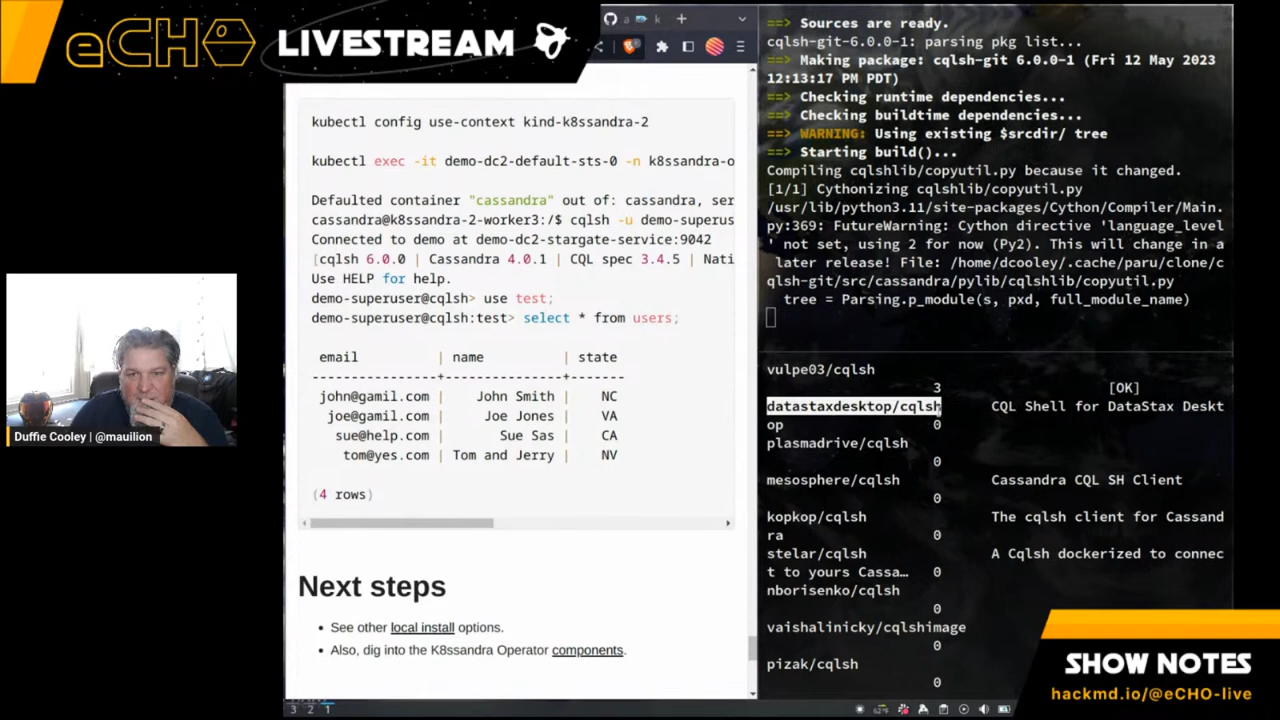 eCHO
LIVESTREAM
kubectl config use-context kind-k8ssandra-2
kubectl exec -it demo-dc2-default-sts-0 -n k8ssandra-o
Defaulted container "cassandra" out of: cassandra, ser
cassandra@k8ssandra-2-worker3:/$ cqlsh -u demo-superus
Connected to demo at demo-dc2-stargate-service:9042
[cqlsh 6.0.0 | Cassandra 4.0.1 | CQL spec 3.4.5 | Nati
Use HELP for help.
demo-superuser@cqlsh> use test;
demo-superuser@cqlsh:test> select * from users;
email | name | state
---------------+---------------+-------
john@gamil.com | John Smith | NC
joe@gamil.com | Joe Jones | VA
sue@help.com | Sue Sas | CA
tom@yes.com | Tom and Jerry | NV
(4 rows)
Next steps
See other local install options.
Also, dig into the K8ssandra Operator components.
==> Sources are ready.
cqlsh-git-6.0.0-1: parsing pkg list...
==> Making package: cqlsh-git 6.0.0-1 (Fri 12 May 2023
12:13:17 PM PDT)
==> Checking runtime dependencies...
==> Checking buildtime dependencies...
==> WARNING: Using existing $srcdir/ tree
==> Starting build()...
Compiling cqlshlib/copyutil.py because it changed.
[1/1] Cythonizing cqlshlib/copyutil.py
/usr/lib/python3.11/site-packages/Cython/Compiler/Main.
py:369: FutureWarning: Cython directive 'language_level
' not set, using 2 for now (Py2). This will change in a
later release! File: /home/dcooley/.cache/paru/clone/c
qlsh-git/src/cassandra/pylib/cqlshlib/copyutil.py
tree = Parsing.p_module(s, pxd, full_module_name)
vulpe03/cqlsh
3 [OK]
datastaxdesktop/cqlsh CQL Shell for DataStax Deskt
op 0
plasmadrive/cqlsh
0
mesosphere/cqlsh Cassandra CQL SH Client
0
kopkop/cqlsh The cqlsh client for Cassand
ra 0
stelar/cqlsh A Cqlsh dockerized to connec
t to yours Cassa… 0
nborisenko/cqlsh
0
vaishalinicky/cqlshimage
0
pizak/cqlsh
0
Duffie Cooley | @mauilion
SHOW NOTES
hackmd.io/@eCHO-live
3 2 1
62°F